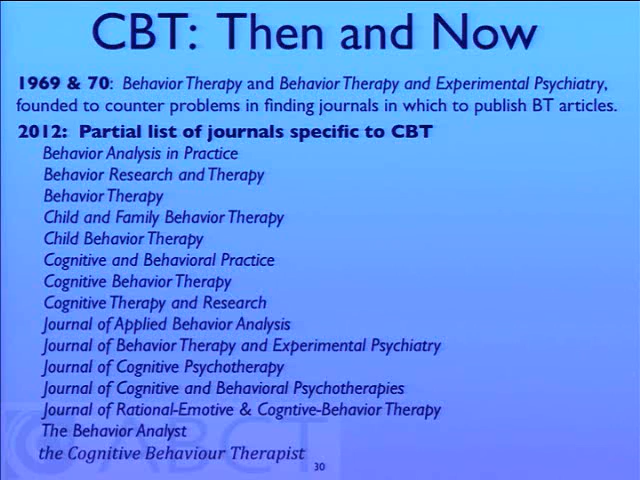 CBT: Then and Now
1969 & 70: Behavior Therapy and Behavior Therapy and Experimental Psychiatry,
founded to counter problems in finding journals in which to publish BT articles.
2012: Partial list of journals specific to CBT
Behavior Analysis in Practice
Behavior Research and Therapy
Behavior Therapy
Child and Family Behavior Therapy
Child Behavior Therapy
Cognitive and Behavioral Practice
Cognitive Behavior Therapy
Cognitive Therapy and Research
Journal of Applied Behavior Analysis
Journal of Behavior Therapy and Experimental Psychiatry
Journal of Cognitive Psychotherapy
Journal of Cognitive and Behavioral Psychotherapies
Journal of Rational-Emotive & Cogntive-Behavior Therapy
The Behavior Analyst
the Cognitive Behaviour Therapist
ABCT
30